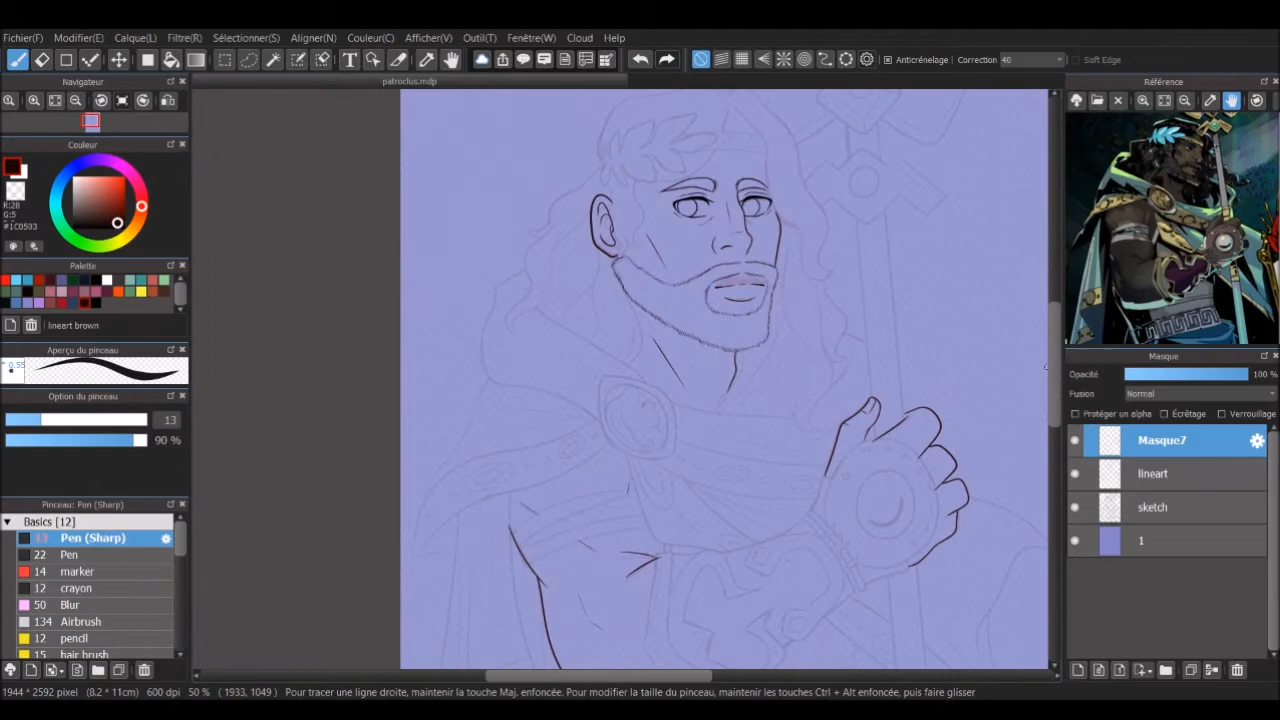 Fichier(F) Modifier(E) Calque(L) Filtre(R) Sélectionner(S) Aligner(N) Couleur(C) Afficher(V) Outil(T) Fenêtre(W) Cloud Help
T Anticrénelage Correction 40 Soft Edge
Navigateur
patroclus.mdp
Référence
Couleur
R:28
G:5
#1C0503
Palette
lineart brown
Aperçu du pinceau
0.55
Option du pinceau
13
90 %
Pinceau: Pen (Sharp)
Basics [12]
13 Pen (Sharp)
22 Pen
14 marker
12 crayon
50 Blur
134 Airbrush
12 pencil
15 hair brush
Masque
Opacité 100 %
Fusion Normal
Protéger un alpha Écrêtage Verrouillage
Masque7
lineart
sketch
1
1944 * 2592 pixel (8.2 * 11cm) 600 dpi 50 % ( 1933, 1049 ) Pour tracer une ligne droite, maintenir la touche Maj. enfoncée. Pour modifier la taille du pinceau, maintenir les touches Ctrl + Alt enfoncée, puis faire glisser